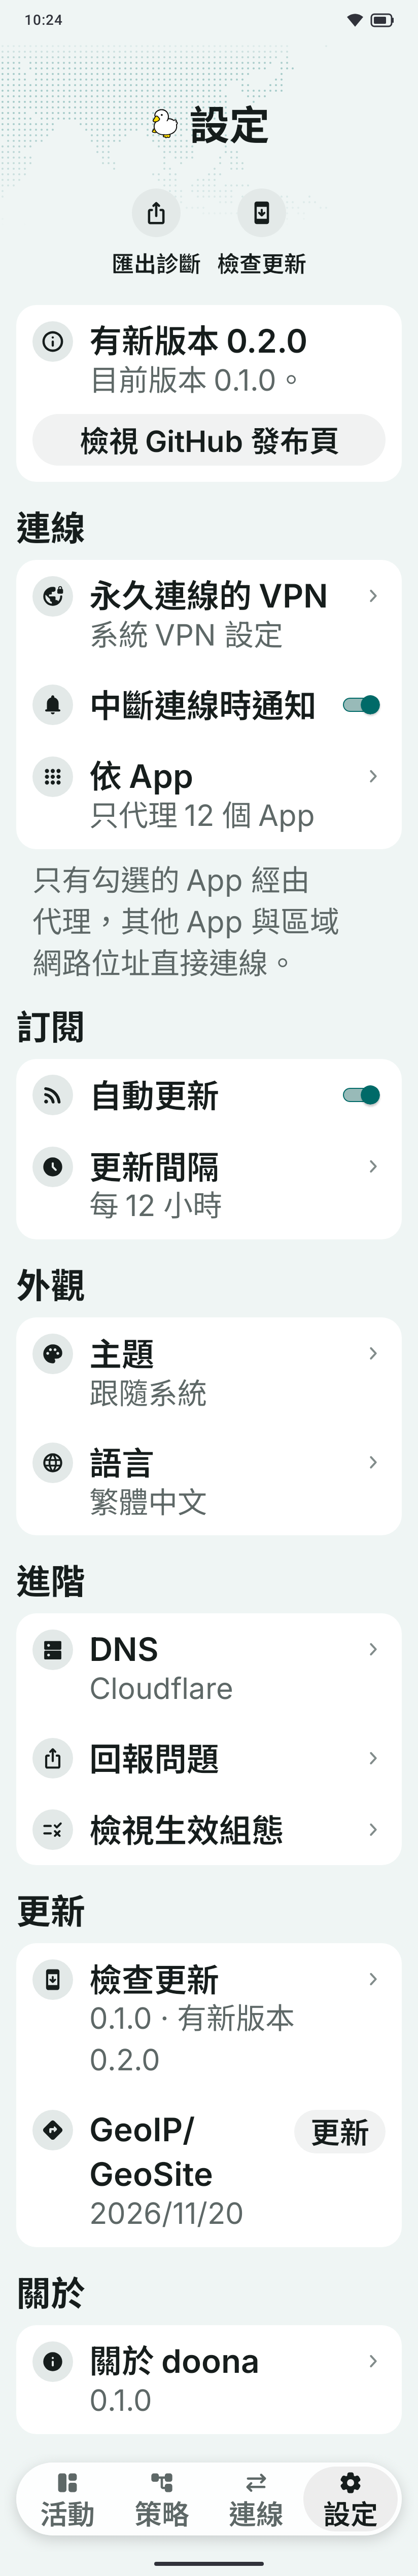 10:24
設定
匯出診斷 檢查更新
有新版本 0.2.0
目前版本 0.1.0。
檢視 GitHub 發布頁
連線
永久連線的 VPN
系統 VPN 設定
中斷連線時通知
依 App
只代理 12 個 App
只有勾選的 App 經由
代理，其他 App 與區域
網路位址直接連線。
訂閱
自動更新
更新間隔
每 12 小時
外觀
主題
跟隨系統
語言
繁體中文
進階
DNS
Cloudflare
回報問題
檢視生效組態
更新
檢查更新
0.1.0 · 有新版本
0.2.0
GeoIP/
GeoSite
更新
2026/11/20
關於
關於 doona
0.1.0
活動 策略 連線 設定